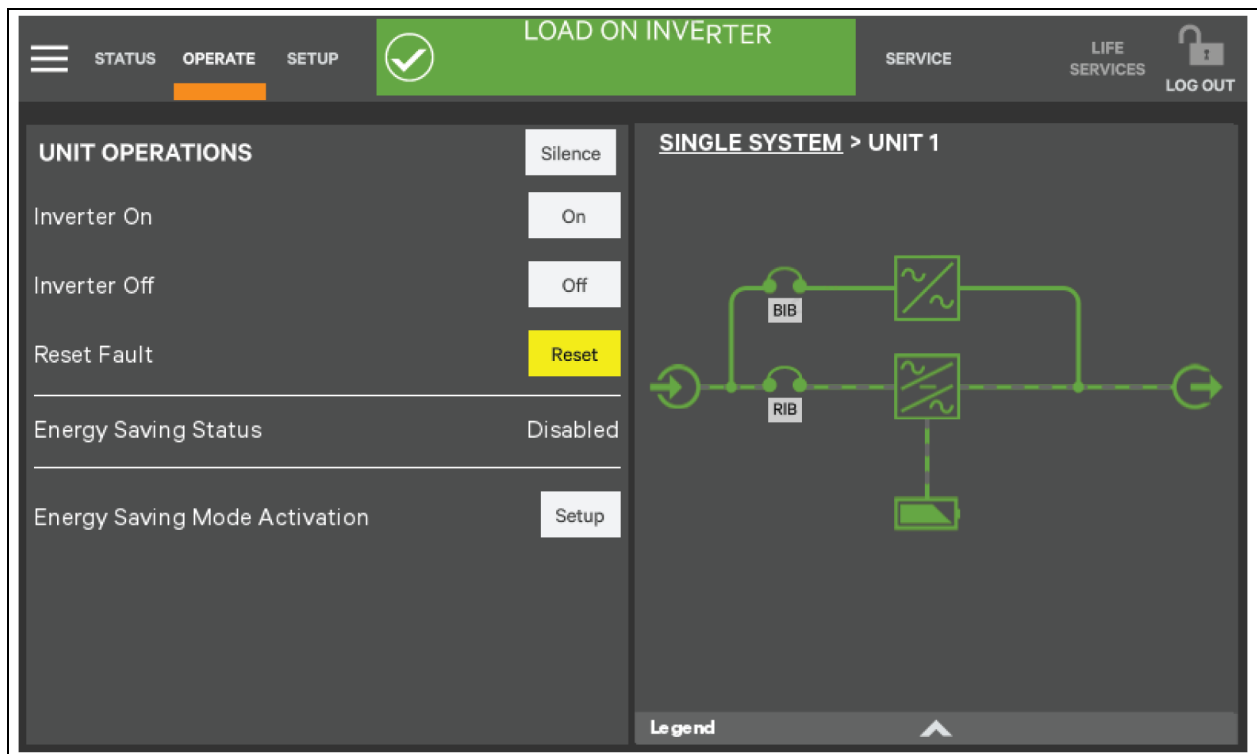 LOAD ON INVERTER
STATUS OPERATE SETUP SERVICE LIFE
SERVICES
LOG OUT
UNIT OPERATIONS Silence
Inverter On On
Inverter Off Off
Reset Fault Reset
Energy Saving Status Disabled
Energy Saving Mode Activation Setup
SINGLE SYSTEM > UNIT 1
BIB
RIB
Legend